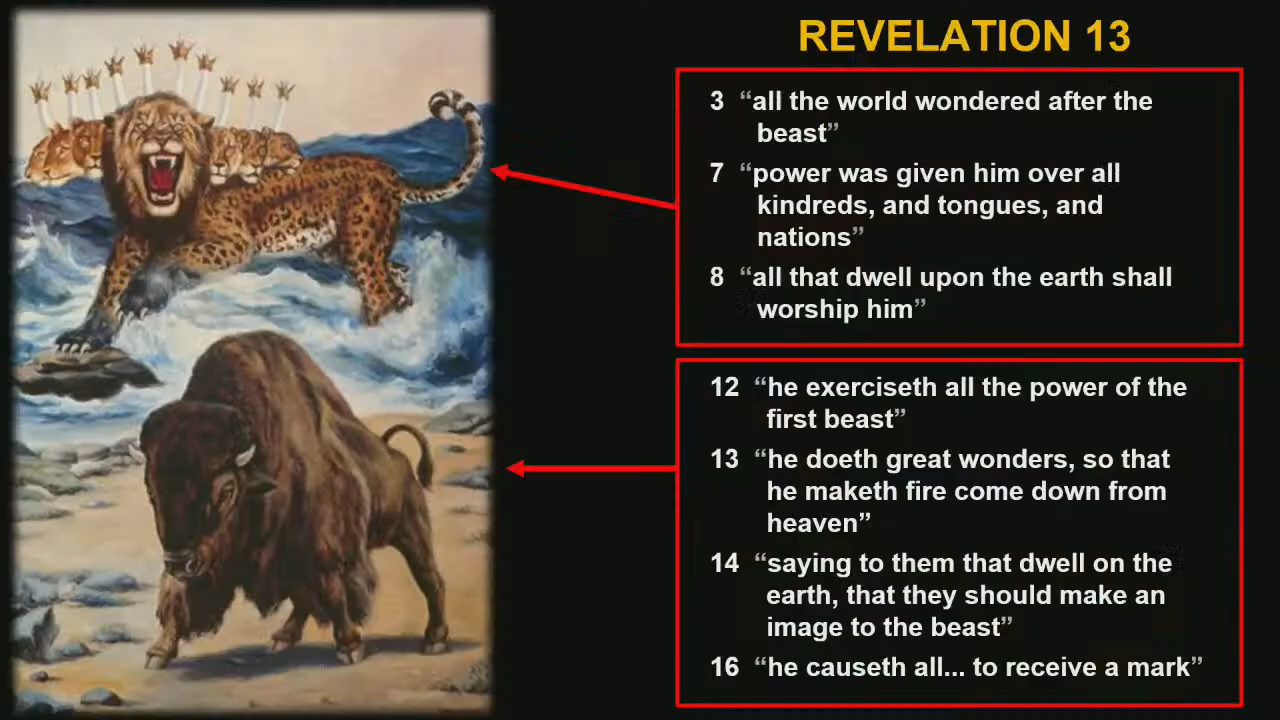 REVELATION 13
3 “all the world wondered after the
beast”
7 “power was given him over all
kindreds, and tongues, and
nations”
8 “all that dwell upon the earth shall
worship him”
12 “he exerciseth all the power of the
first beast”
13 “he doeth great wonders, so that
he maketh fire come down from
heaven”
14 “saying to them that dwell on the
earth, that they should make an
image to the beast”
16 “he causeth all... to receive a mark”